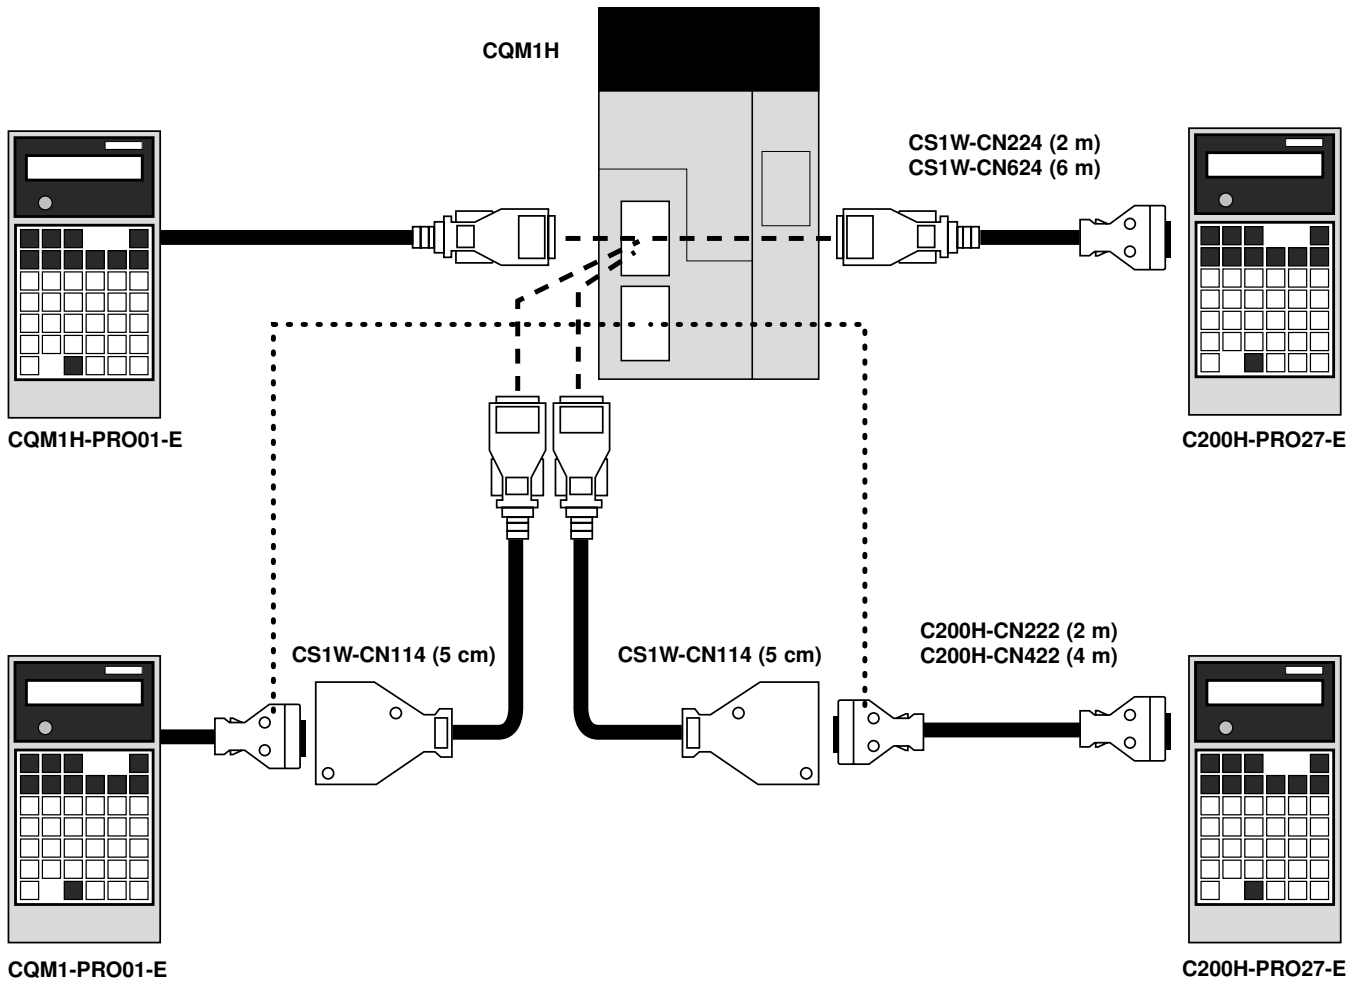 CQM1H
CS1W-CN224 (2 m)
CS1W-CN624 (6 m)
CQM1H-PRO01-E
C200H-PRO27-E
CS1W-CN114 (5 cm)
CS1W-CN114 (5 cm)
C200H-CN222 (2 m)
C200H-CN422 (4 m)
CQM1-PRO01-E
C200H-PRO27-E